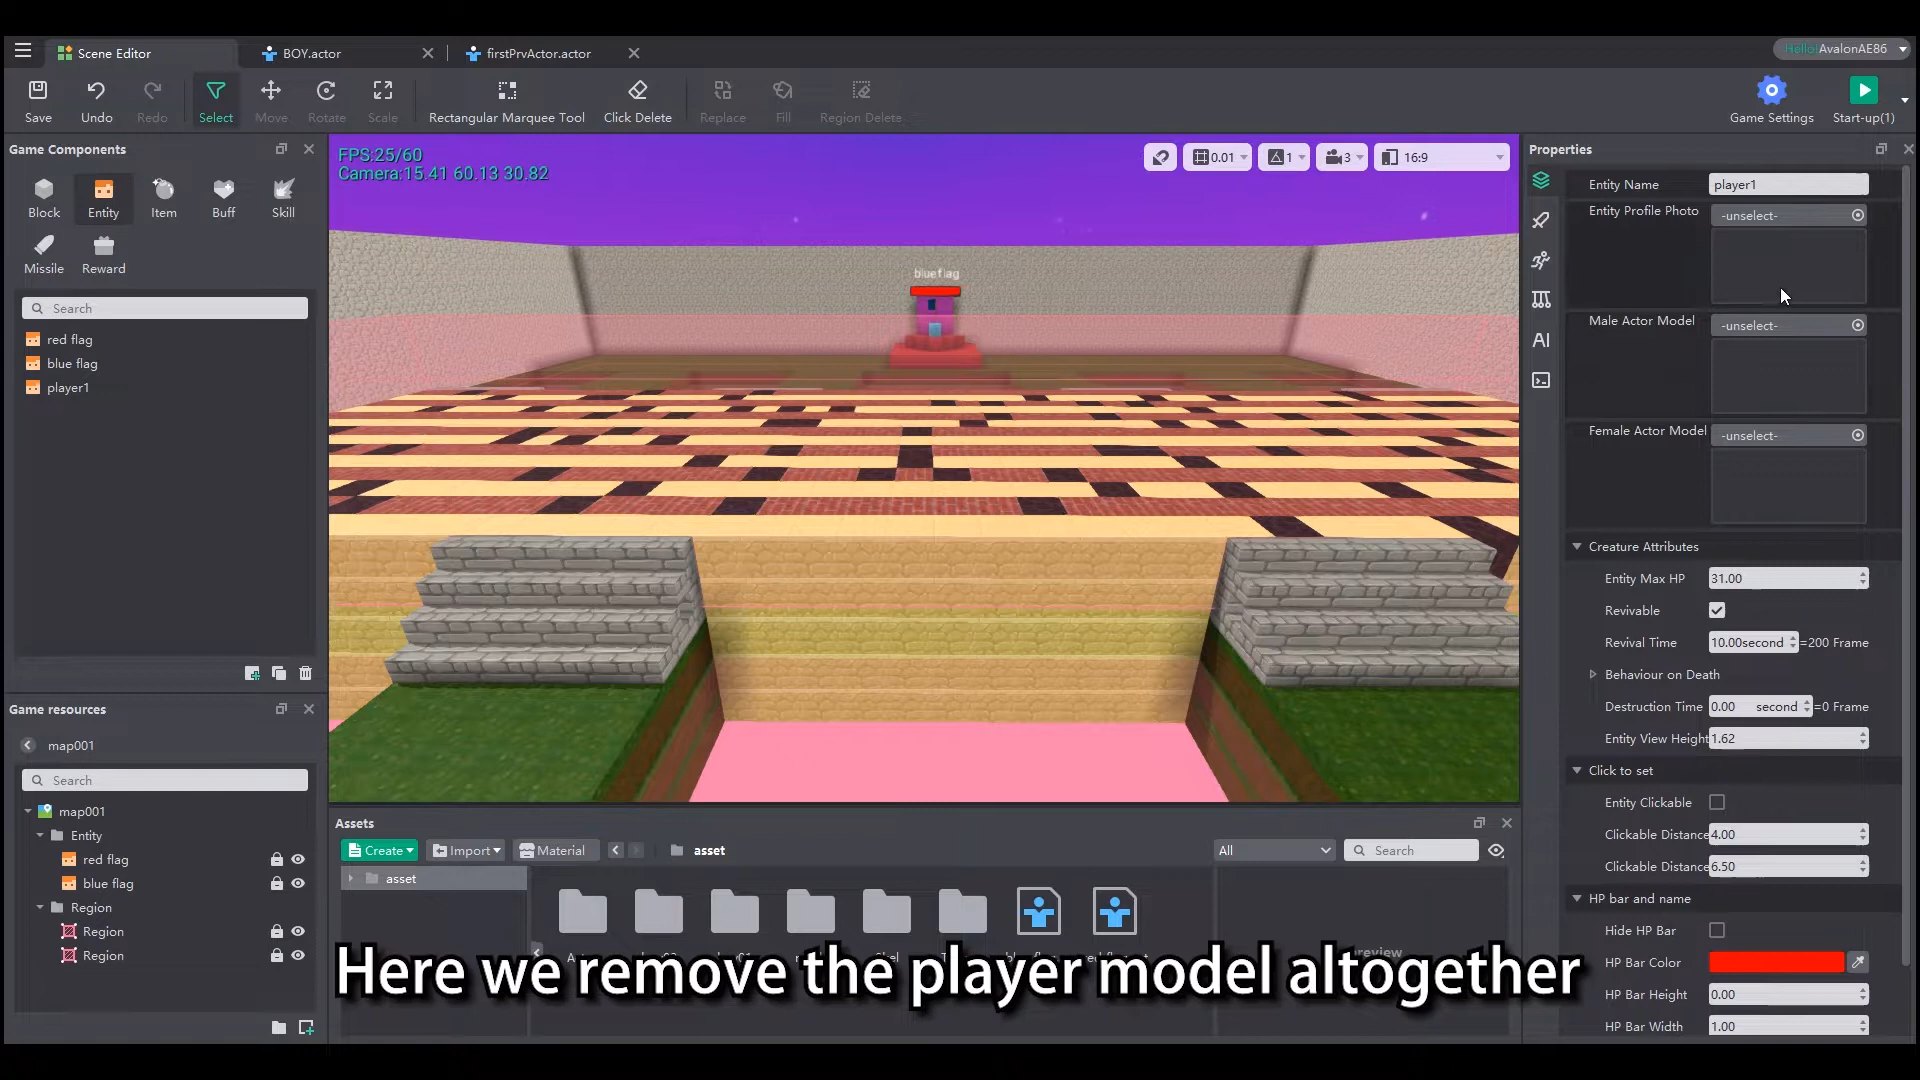 Scene Editor
BOY.actor
firstPrvActor.actor
Hello! AvalonAE86
Save
Undo
Redo
Select
Move
Rotate
Scale
Rectangular Marquee Tool
Click Delete
Replace
Fill
Region Delete
Game Settings
Start-up(1)
Game Components
Block
Entity
Item
Buff
Skill
Missile
Reward
Search
red flag
blue flag
player1
Game resources
map001
Search
map001
Entity
red flag
blue flag
Region
Region
Region
FPS:25/60
Camera:15.41 60.13 30.82
0.01
1
3
16:9
blueflag
Assets
Create
Import
Material
asset
All
Search
asset
Here we remove the player model altogether
Properties
Entity Name player1
Entity Profile Photo -unselect-
Male Actor Model -unselect-
Female Actor Model -unselect-
AI
Creature Attributes
Entity Max HP 31.00
Revivable
Revival Time 10.00second =200 Frame
Behaviour on Death
Destruction Time 0.00 second =0 Frame
Entity View Height 1.62
Click to set
Entity Clickable
Clickable Distance 4.00
Clickable Distance 6.50
HP bar and name
Hide HP Bar
HP Bar Color
HP Bar Height 0.00
HP Bar Width 1.00